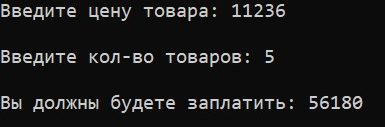 Введите цену товара: 11236
Введите кол-во товаров: 5
Вы должны будете заплатить: 56180